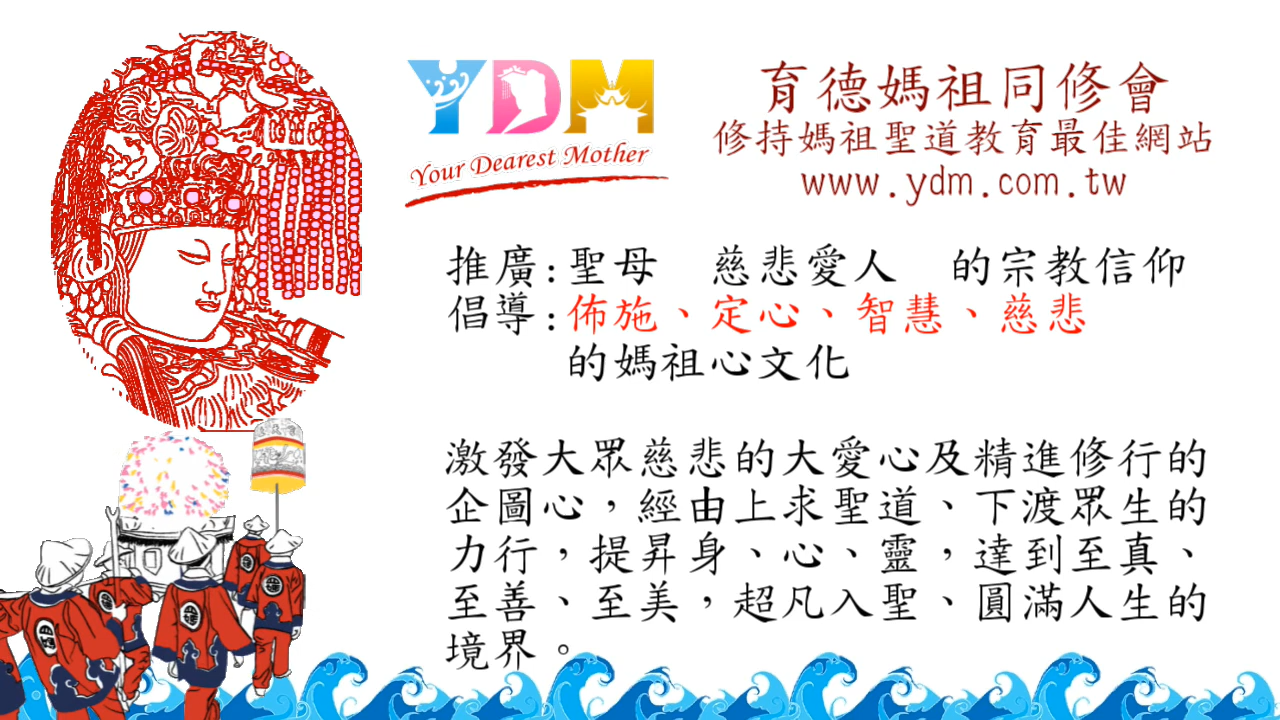 YDM
Your Dearest Mother
育德媽祖同修會
修持媽祖聖道教育最佳網站
www.ydm.com.tw
推廣:聖母　慈悲愛人　的宗教信仰
倡導:佈施、定心、智慧、慈悲
的媽祖心文化
激發大眾慈悲的大愛心及精進修行的
企圖心，經由上求聖道、下渡眾生的
力行，提昇身、心、靈，達到至真、
至善、至美，超凡入聖、圓滿人生的
境界。